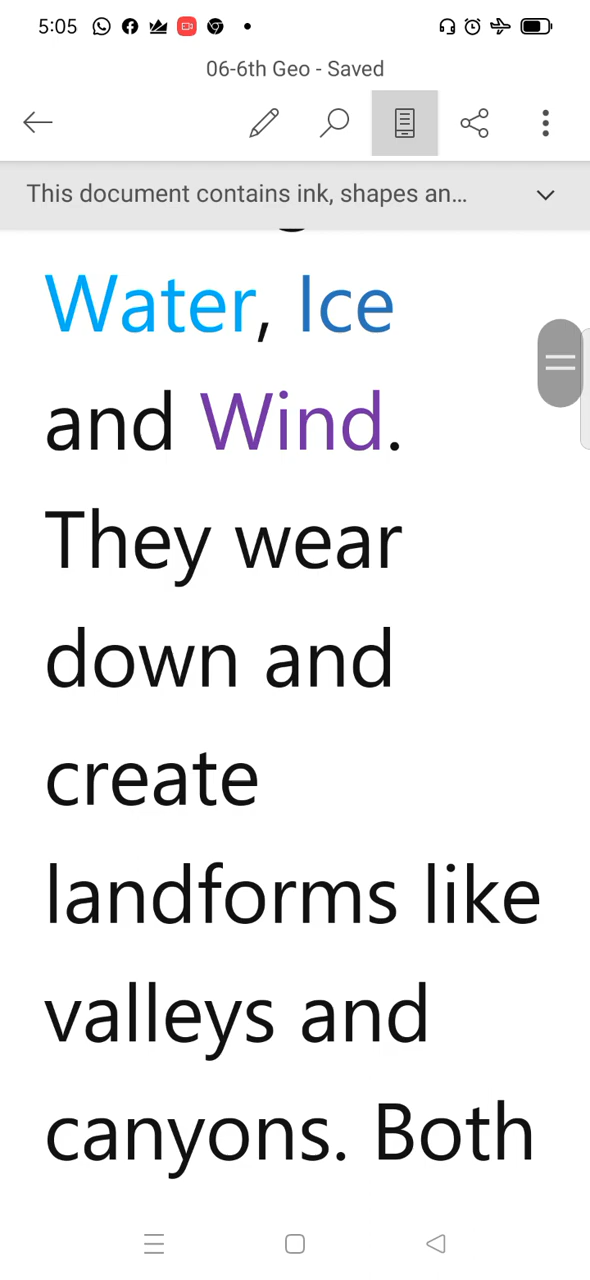 5:05
06-6th Geo - Saved
This document contains ink, shapes an...
Water, Ice
and Wind.
They wear
down and
create
landforms like
valleys and
canyons. Both